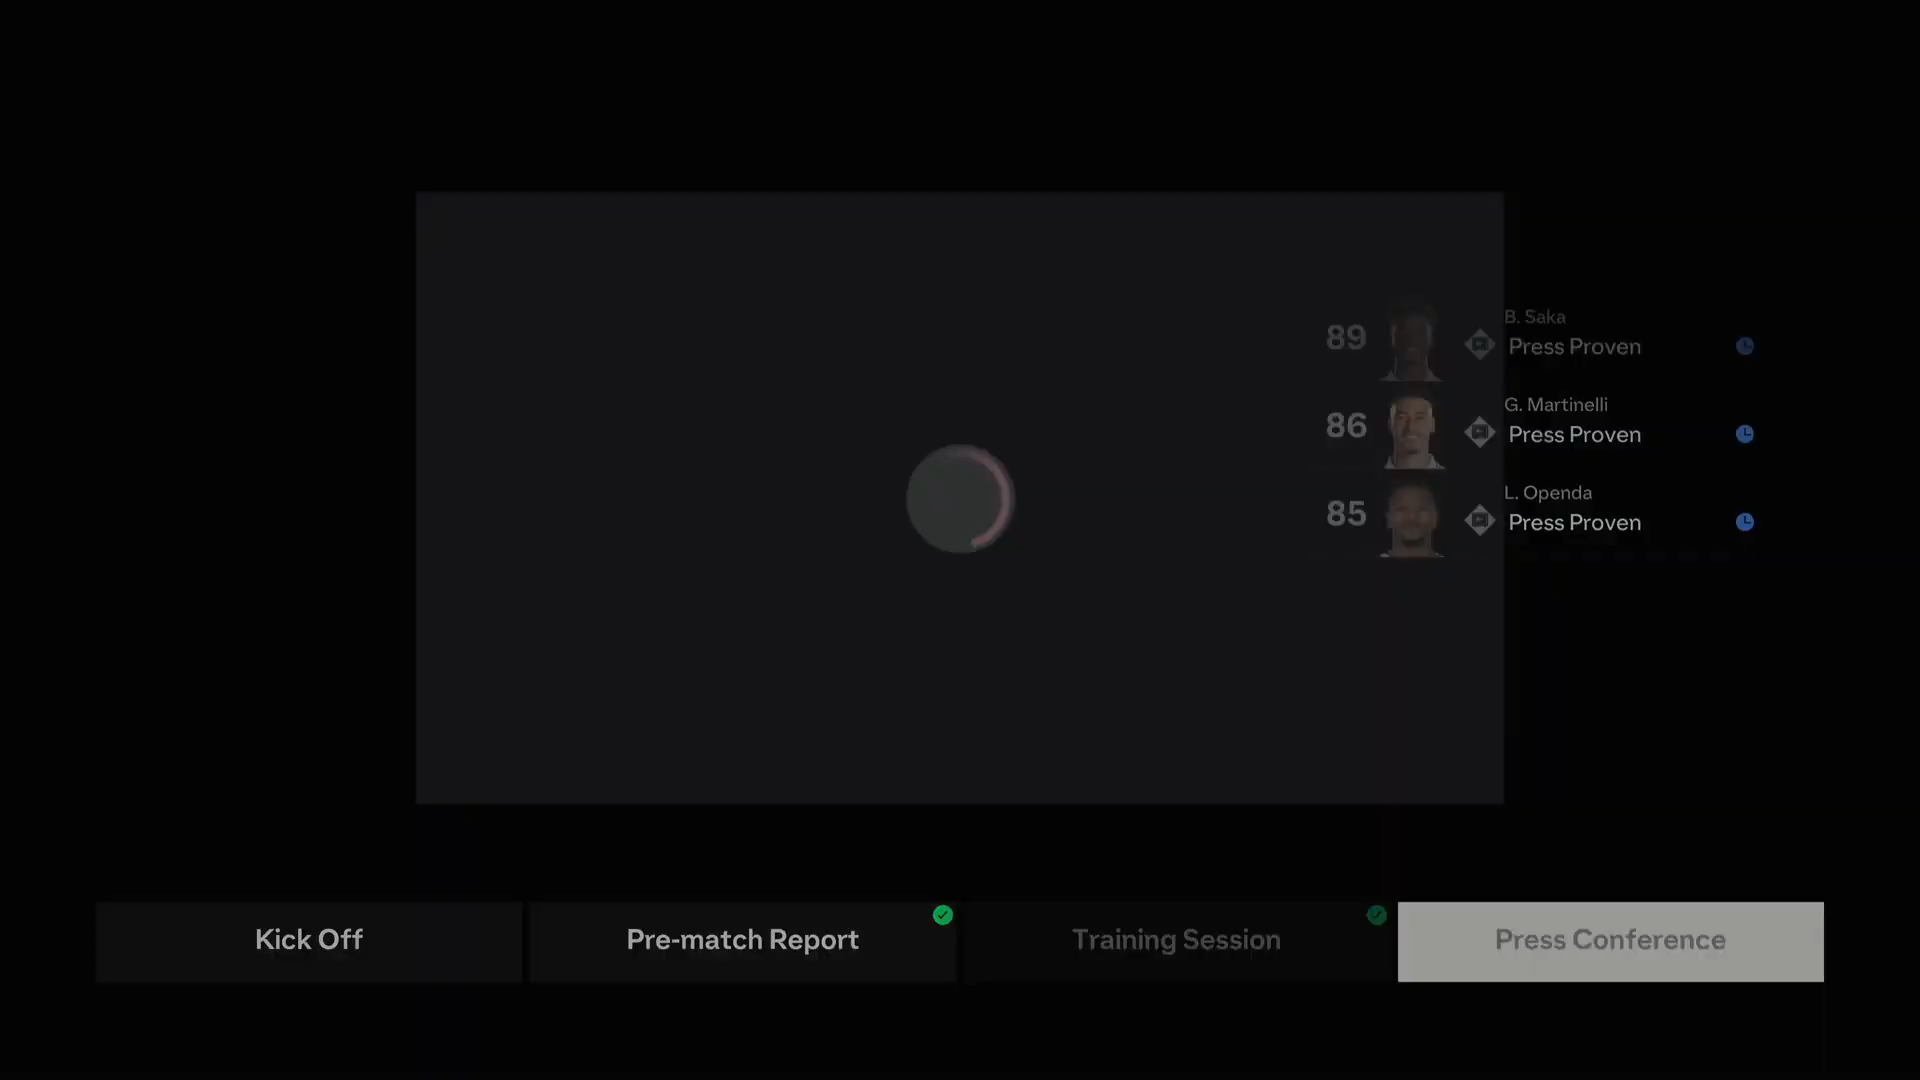 89
B. Saka
Press Proven
86
G. Martinelli
Press Proven
85
L. Openda
Press Proven
Kick Off
Pre-match Report
Training Session
Press Conference